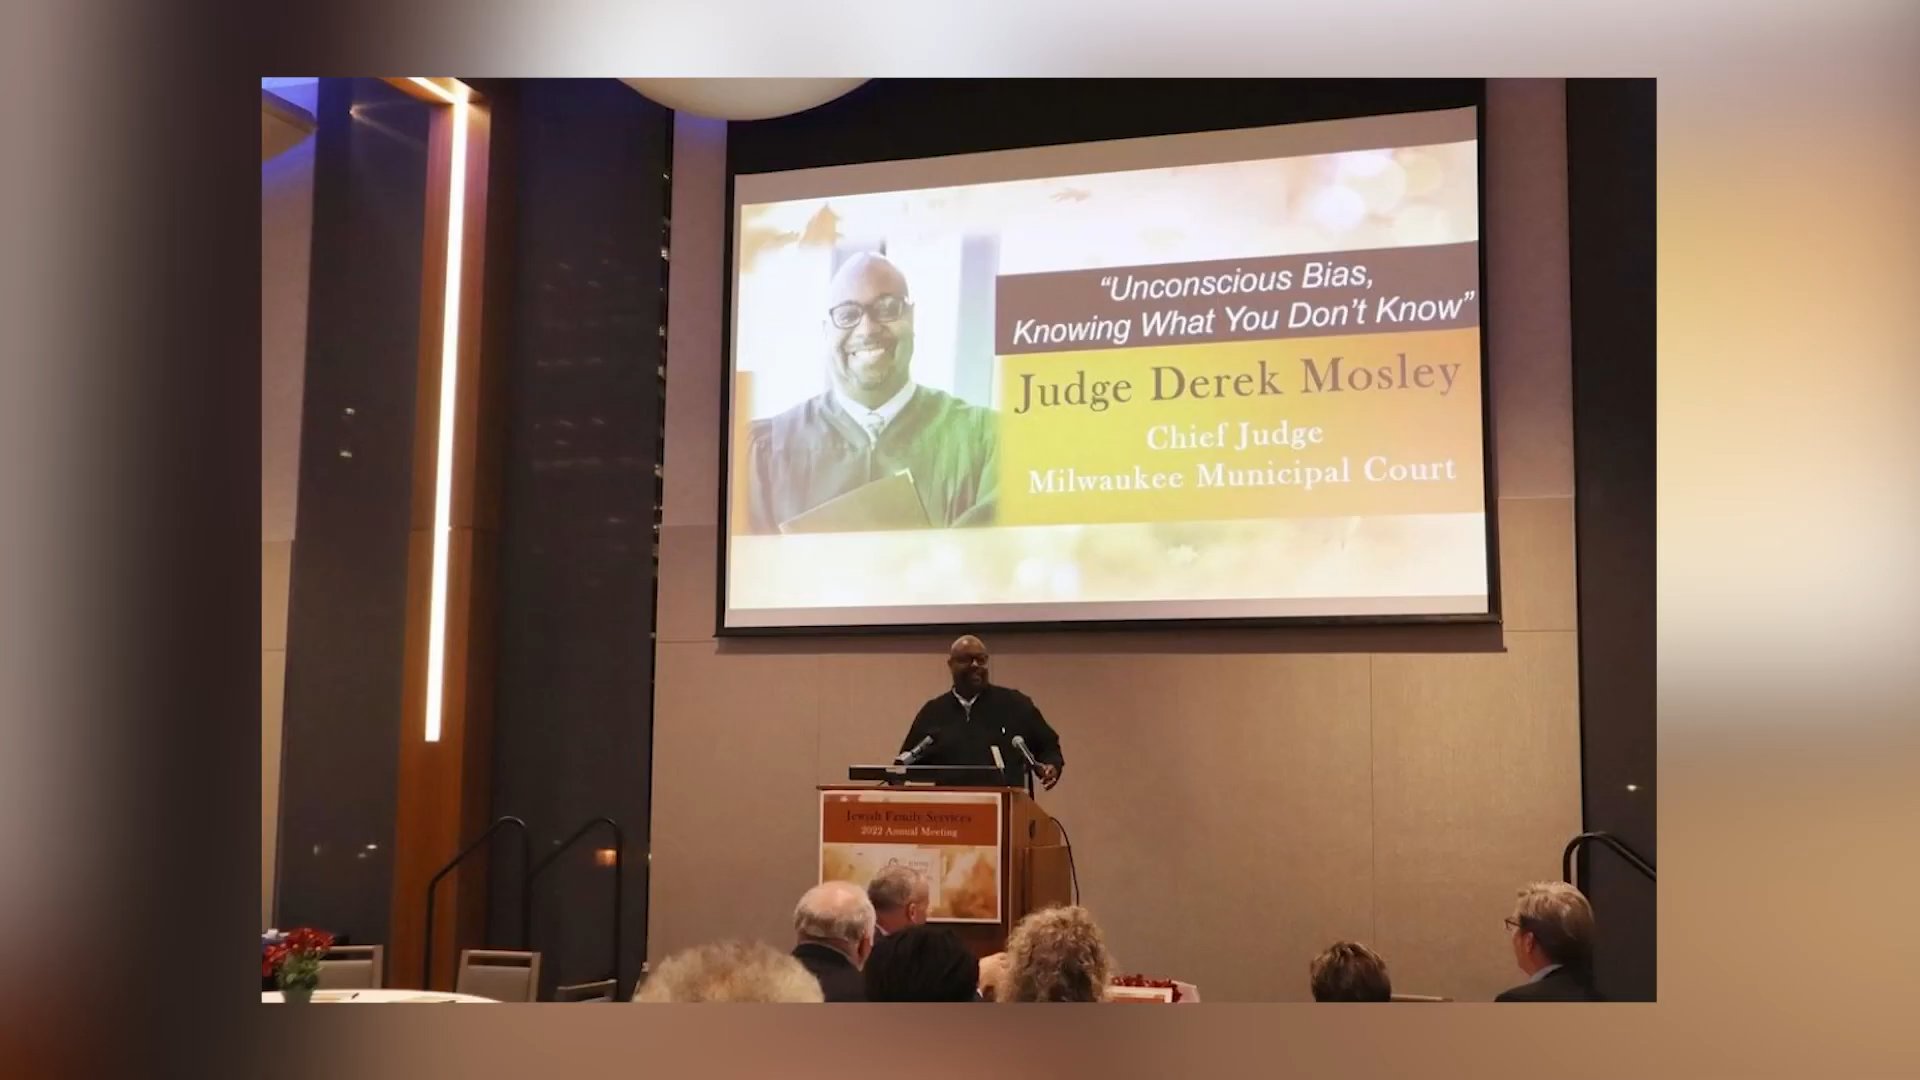 “Unconscious Bias,
Knowing What You Don’t Know”
Judge Derek Mosley
Chief Judge
Milwaukee Municipal Court
Jewish Family Services
2022 Annual Meeting